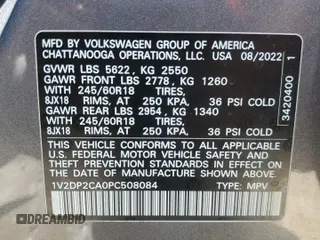 MFD BY VOLKSWAGEN GROUP OF AMERICA
CHATTANOOGA OPERATIONS, LLC. USA 08/2022
GVWR LBS 5622, KG 2550
GAWR FRONT LBS 2778, KG 1260
WITH 245/60R18 TIRES,
8JX18 RIMS, AT 250 KPA. 36 PSI COLD
GAWR REAR LBS 2954, KG 1340
WITH 245/60R18 TIRES,
8JX18 RIMS, AT 250 KPA. 36 PSI COLD
THIS VEHICLE CONFORMS TO ALL APPLICABLE
U.S. FEDERAL MOTOR VEHICLE SAFETY AND
THEFT PREVENTION STANDARDS IN EFFECT ON THE
DATE OF MANUFACTURE SHOWN ABOVE.
1V2DP2CA0PC508084 TYPE: MPV
3420400 1